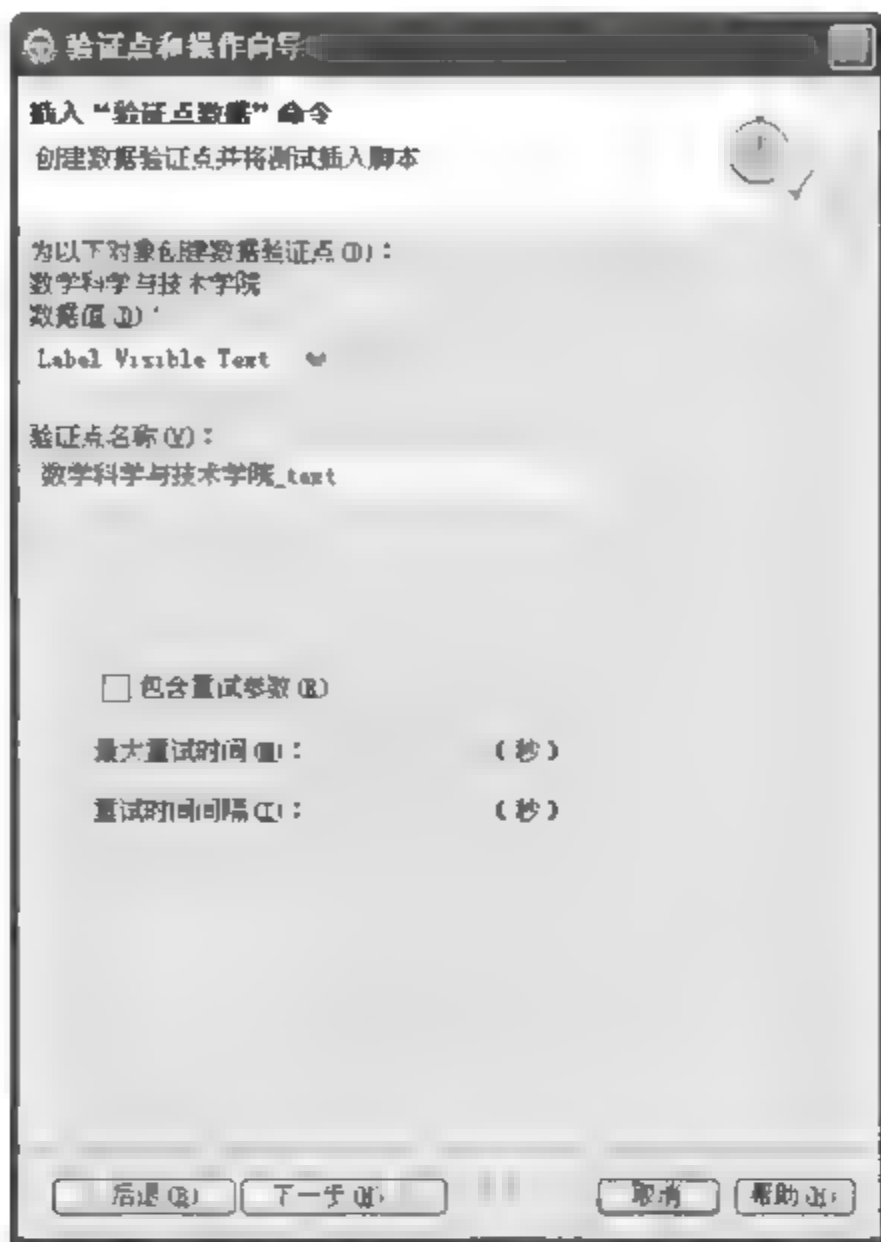 验证点和操作向导
插入“验证点数据”命令
创建数据验证点并将测试插入脚本
为以下对象创建数据验证点(I):
数学科学与技术学院
数据值(D):
Label Visible Text
验证点名称(V):
数学科学与技术学院_text
包含重试参数(R)
最大重试时间(M): (秒)
重试时间间隔(T): (秒)
后退(B) 下一步(N) 取消 帮助(H)